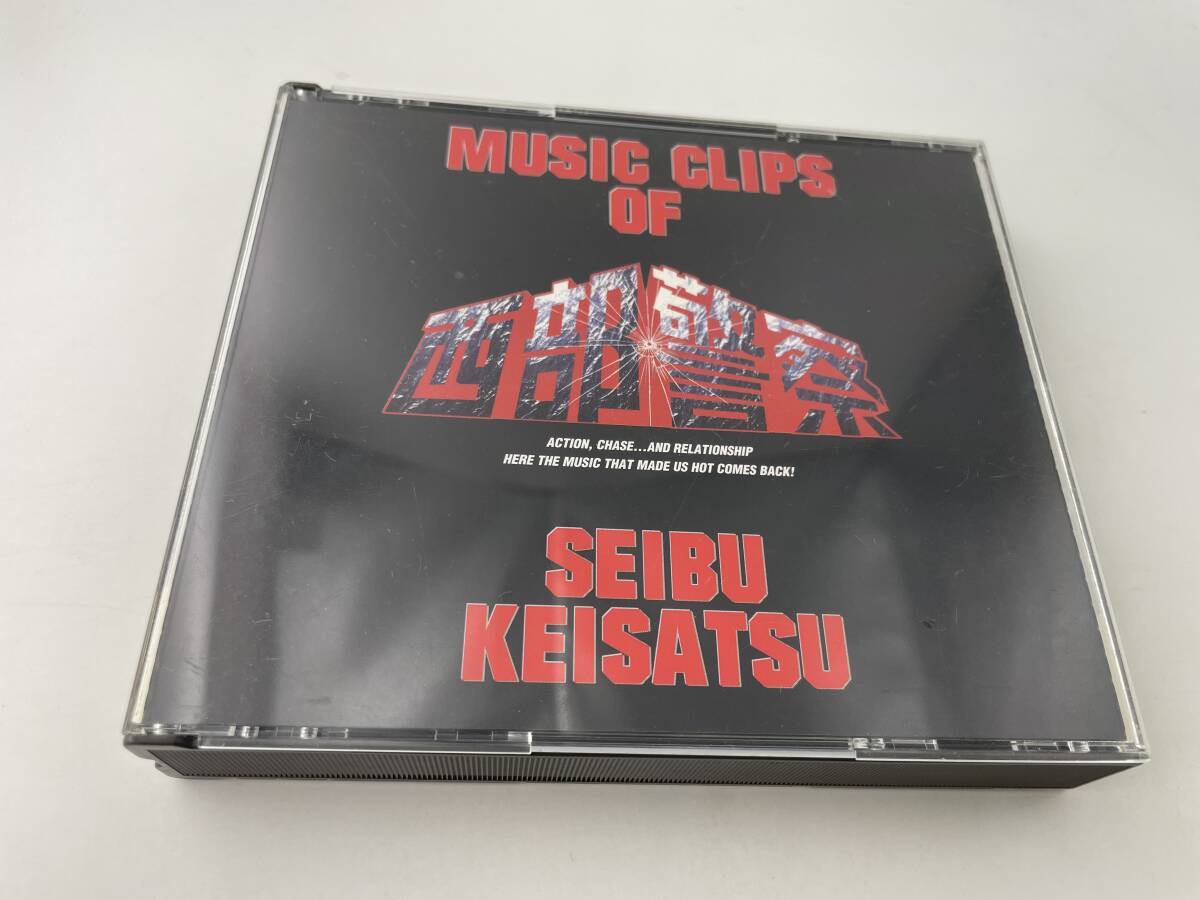 MUSIC CLIPS
OF
西部警察
ACTION, CHASE...AND RELATIONSHIP
HERE THE MUSIC THAT MADE US HOT COMES BACK!
SEIBU
KEISATSU